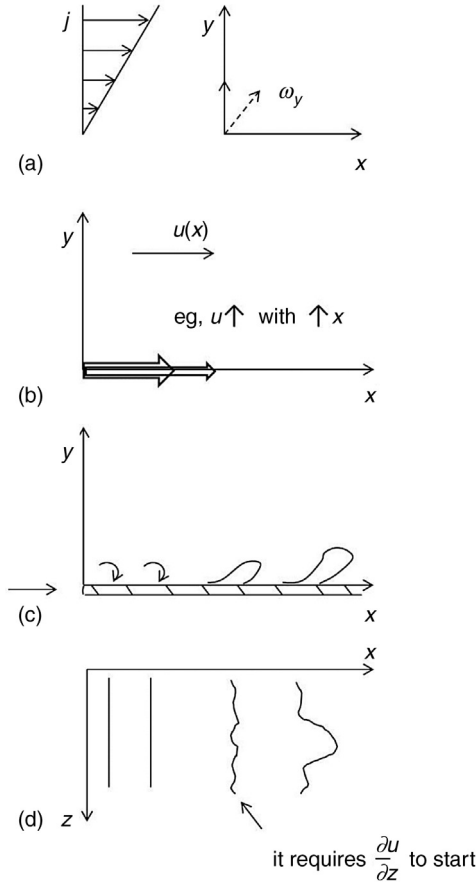 j
y
ω_y
x
(a)
y
u(x)
eg, u↑ with ↑x
x
(b)
y
x
(c)
x
z
(d)
it requires ∂u/∂z to start